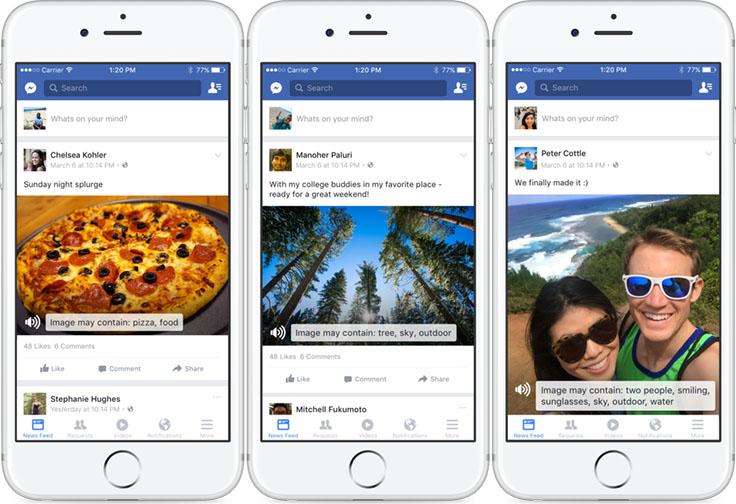 Carrier 1:20 PM 77%
Search
Whats on your mind?
Chelsea Kohler
March 6 at 10:14 PM •
Sunday night splurge
Image may contain: pizza, food
48 Likes 6 Comments
Like Comment Share
Stephanie Hughes
Yesterday at 10:14 PM •
News Feed Requests Videos Notifications More
Carrier 1:20 PM 77%
Search
Whats on your mind?
Manoher Paluri
March 6 at 10:14 PM •
With my college buddies in my favorite place -
ready for a great weekend!
Image may contain: tree, sky, outdoor
48 Likes 6 Comments
Like Comment Share
Mitchell Fukumoto
News Feed Requests Videos Notifications More
Carrier 1:20 PM 77%
Search
Whats on your mind?
Peter Cottle
March 6 at 10:14 PM •
We finally made it :)
Image may contain: two people, smiling,
sunglasses, sky, outdoor, water
News Feed Requests Videos Notifications More